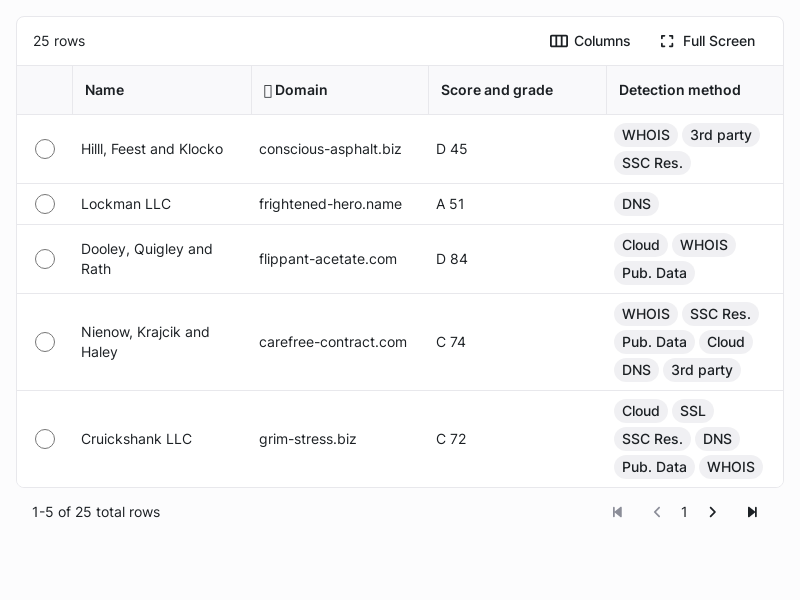 25 rows
Columns
Full Screen
Name
Domain
Score and grade
Detection method
Hilll, Feest and Klocko
conscious-asphalt.biz
D 45
WHOIS
3rd party
SSC Res.
Lockman LLC
frightened-hero.name
A 51
DNS
Dooley, Quigley and
Rath
flippant-acetate.com
D 84
Cloud
WHOIS
Pub. Data
Nienow, Krajcik and
Haley
carefree-contract.com
C 74
WHOIS
SSC Res.
Pub. Data
Cloud
DNS
3rd party
Cruickshank LLC
grim-stress.biz
C 72
Cloud
SSL
SSC Res.
DNS
Pub. Data
WHOIS
1-5 of 25 total rows
1